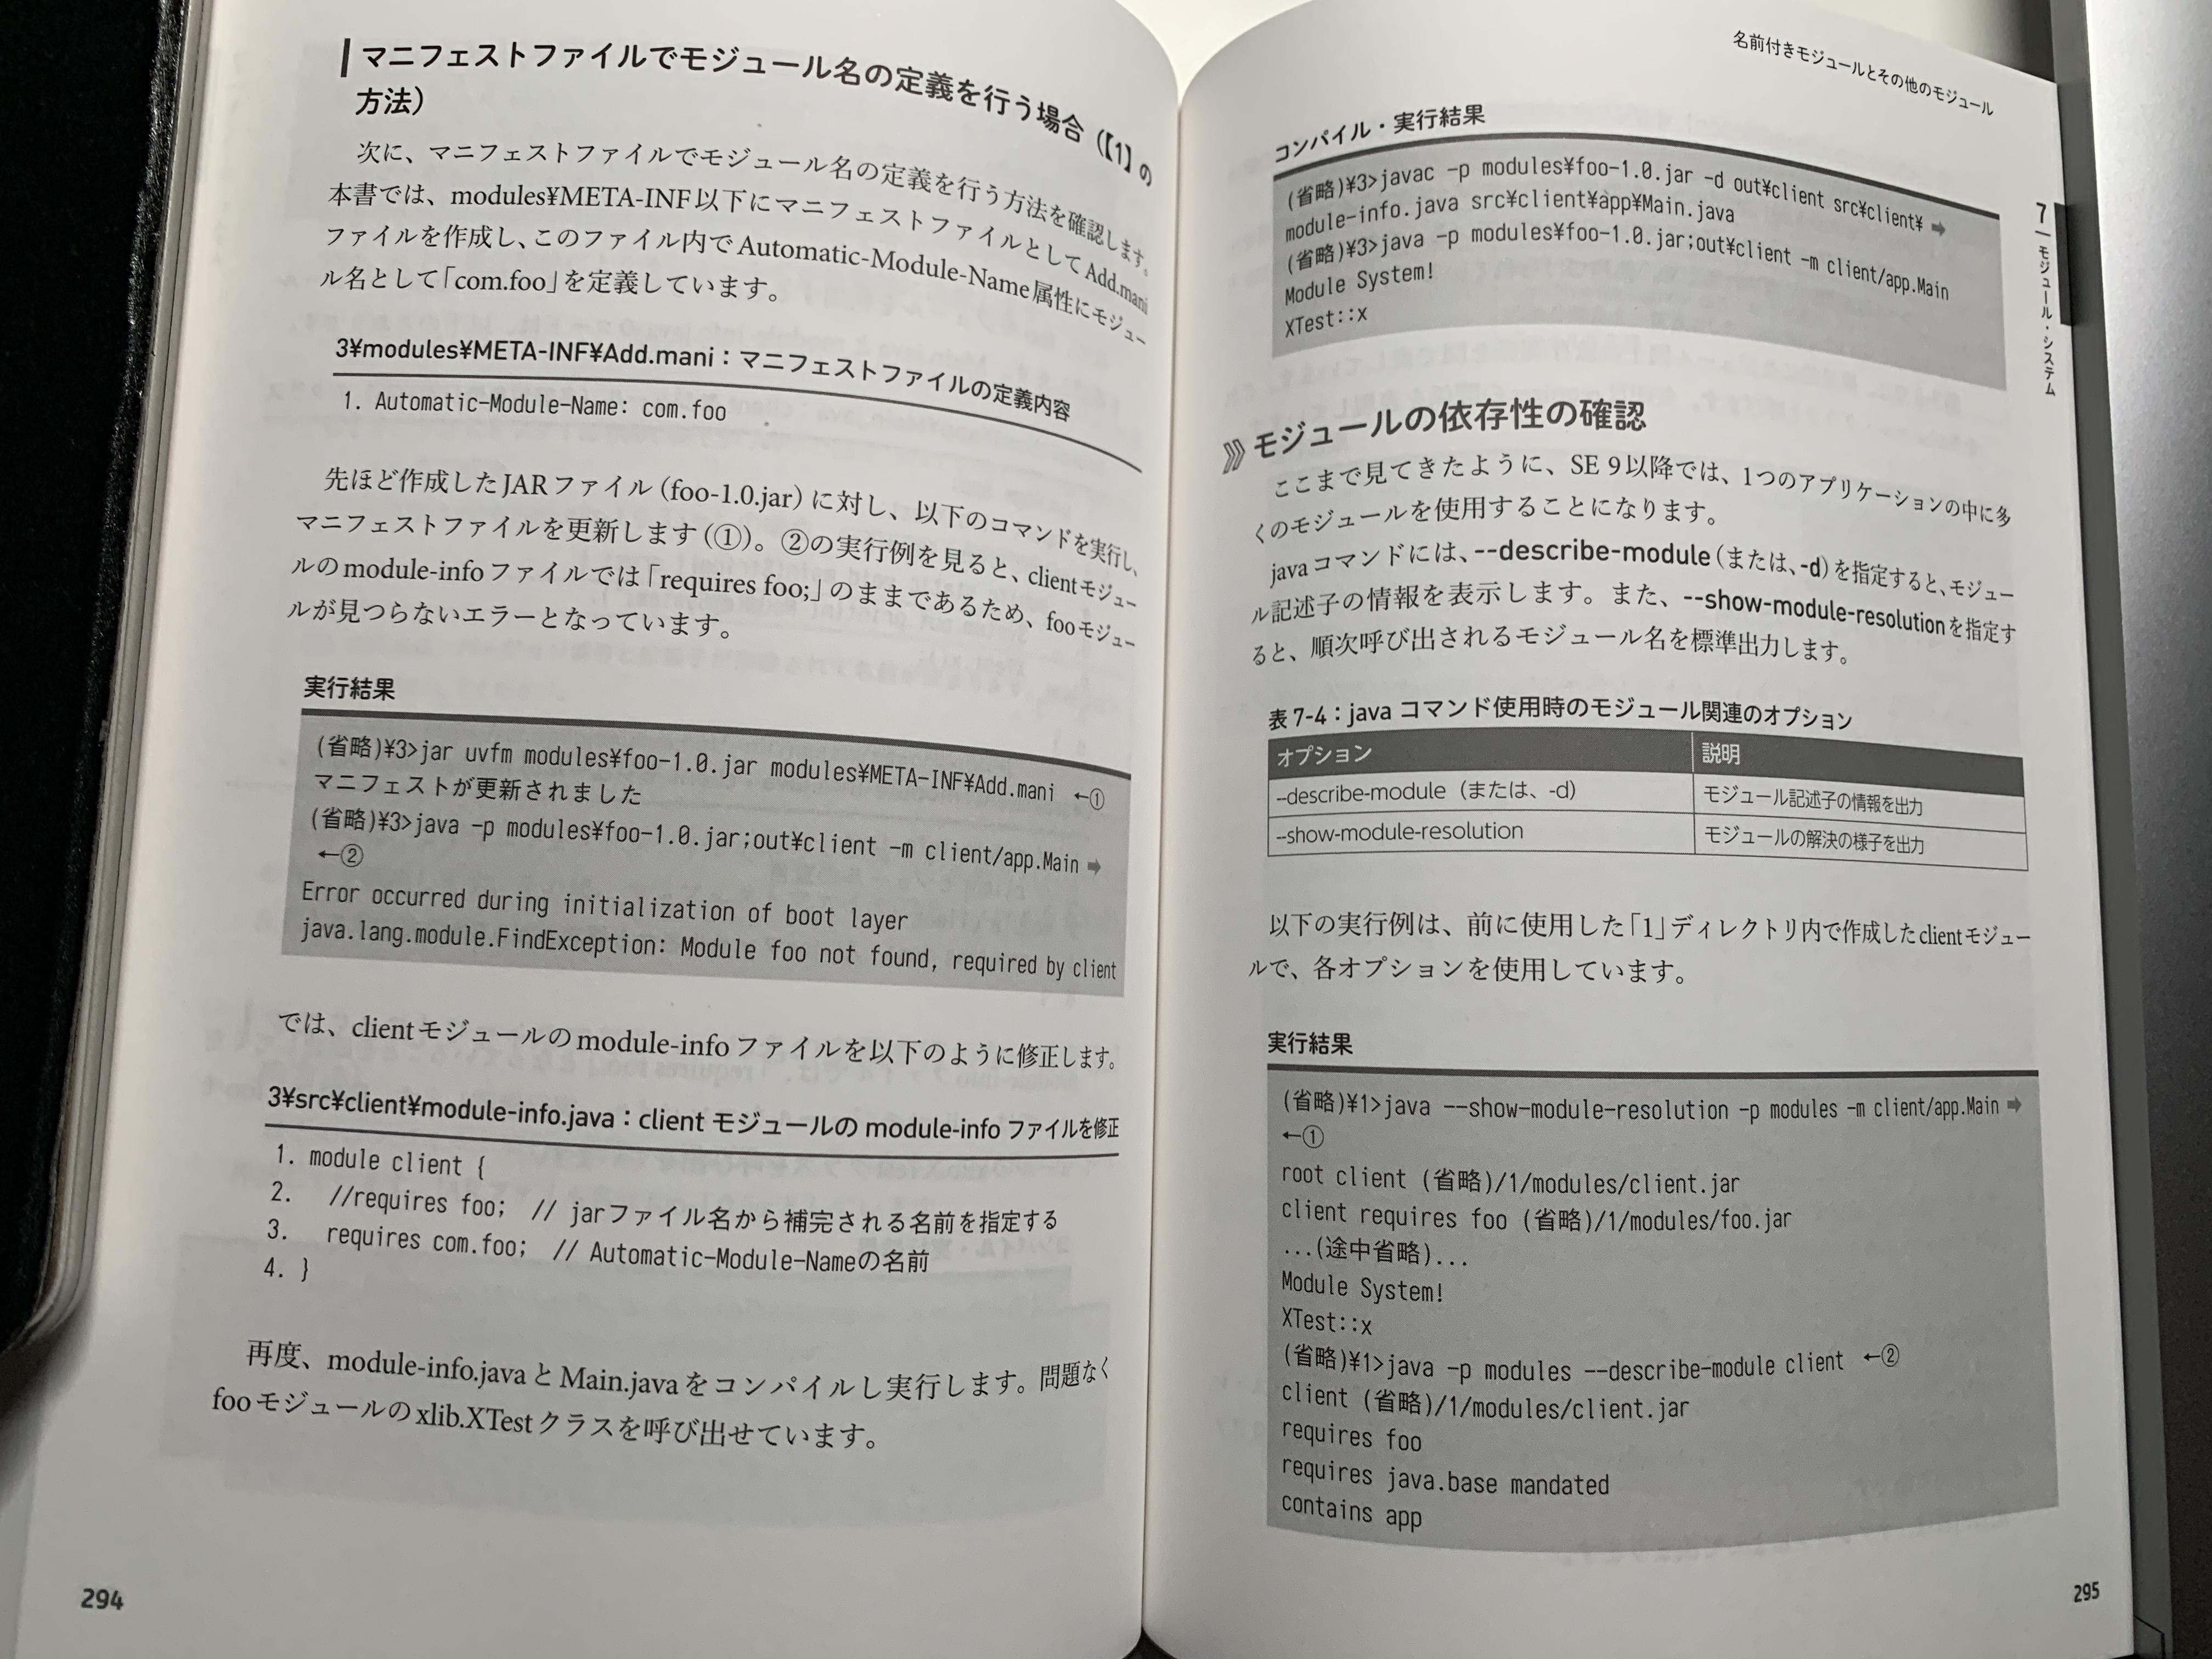 マニフェストファイルでモジュール名の定義を行う場合（【1】の
方法）
次に、マニフェストファイルでモジュール名の定義を行う方法を確認します。
本書では、modules¥META-INF以下にマニフェストファイルとしてAdd.mani
ファイルを作成し、このファイル内でAutomatic-Module-Name属性にモジュー
ル名として「com.foo」を定義しています。
3¥modules¥META-INF¥Add.mani：マニフェストファイルの定義内容
1. Automatic-Module-Name: com.foo
先ほど作成したJARファイル（foo-1.0.jar）に対し、以下のコマンドを実行し、
マニフェストファイルを更新します（①）。②の実行例を見ると、clientモジュー
ルのmodule-infoファイルでは「requires foo;」のままであるため、fooモジュー
ルが見つからないエラーとなっています。
実行結果
(省略)¥3>jar uvfm modules¥foo-1.0.jar modules¥META-INF¥Add.mani ←①
マニフェストが更新されました
(省略)¥3>java -p modules¥foo-1.0.jar;out¥client -m client/app.Main ➡
←②
Error occurred during initialization of boot layer
java.lang.module.FindException: Module foo not found, required by client
では、clientモジュールのmodule-infoファイルを以下のように修正します。
3¥src¥client¥module-info.java：client モジュールの module-info ファイルを修正
1. module client {
2.   //requires foo;  // jarファイル名から補完される名前を指定する
3.   requires com.foo;  // Automatic-Module-Nameの名前
4. }
再度、module-info.javaとMain.javaをコンパイルし実行します。問題なく
fooモジュールのxlib.XTestクラスを呼び出せています。
294
名前付きモジュールとその他のモジュール
7 モジュール・システム
コンパイル・実行結果
(省略)¥3>javac -p modules¥foo-1.0.jar -d out¥client src¥client¥ ➡
module-info.java src¥client¥app¥Main.java
(省略)¥3>java -p modules¥foo-1.0.jar;out¥client -m client/app.Main
Module System!
XTest::x
モジュールの依存性の確認
ここまで見てきたように、SE 9以降では、1つのアプリケーションの中に多
くのモジュールを使用することになります。
javaコマンドには、--describe-module（または、-d）を指定すると、モジュー
ル記述子の情報を表示します。また、--show-module-resolutionを指定す
ると、順次呼び出されるモジュール名を標準出力します。
表 7-4：java コマンド使用時のモジュール関連のオプション
オプション 説明
--describe-module（または、-d） モジュール記述子の情報を出力
--show-module-resolution モジュールの解決の様子を出力
以下の実行例は、前に使用した「1」ディレクトリ内で作成したclientモジュー
ルで、各オプションを使用しています。
実行結果
(省略)¥1>java --show-module-resolution -p modules -m client/app.Main ➡
←①
root client (省略)/1/modules/client.jar
client requires foo (省略)/1/modules/foo.jar
...(途中省略)...
Module System!
XTest::x
(省略)¥1>java -p modules --describe-module client ←②
client (省略)/1/modules/client.jar
requires foo
requires java.base mandated
contains app
295